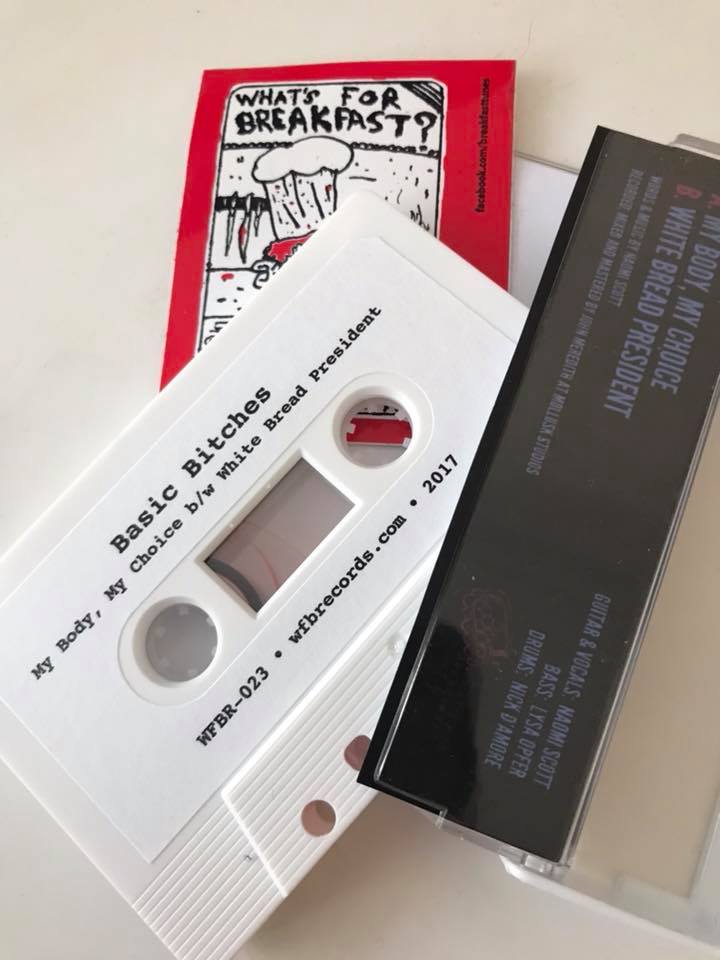 WHAT'S FOR
BREAKFAST?
facebook.com/breakfasttunes
Basic Bitches
My Body, My Choice b/w White Bread President
WFBR-023 • wfbrecords.com • 2017
A. MY BODY, MY CHOICE
B. WHITE BREAD PRESIDENT
WORDS & MUSIC BY NAOMI SCOTT
RECORDED MIXED AND MASTERED BY JOHN MEREDITH AT MOLLUSK STUDIOS
GUITAR & VOCALS: NAOMI SCOTT
BASS: LYSA OPFER
DRUMS: NICK D'AMORE